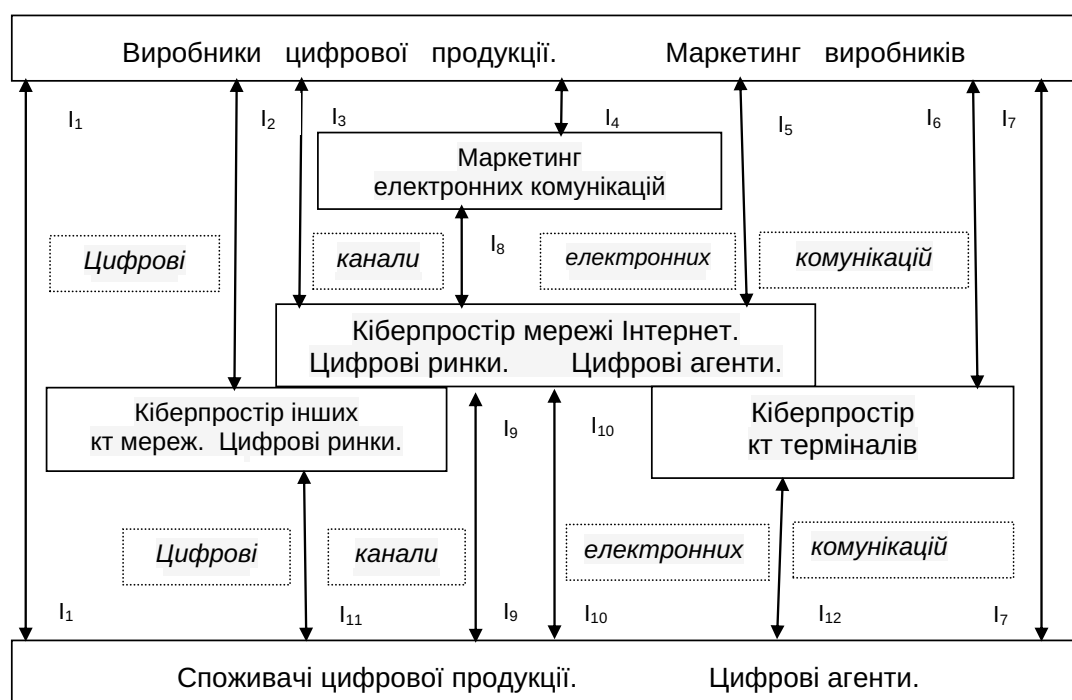 Виробники цифрової продукції. Маркетинг виробників
I₁ I₂ I₃ I₄ I₅ I₆ I₇
Маркетинг
електронних комунікацій
I₈
Цифрові канали електронних комунікацій
Кіберпростір мережі Інтернет.
Цифрові ринки. Цифрові агенти.
Кіберпростір інших
кт мереж. Цифрові ринки.
Кіберпростір
кт терміналів
I₉ I₁₀
Цифрові канали електронних комунікацій
I₁ I₁₁ I₉ I₁₀ I₁₂ I₇
Споживачі цифрової продукції. Цифрові агенти.